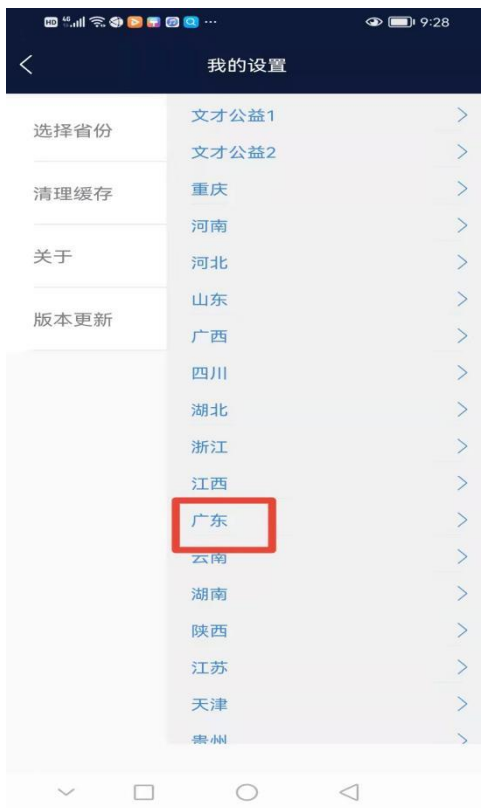 HD 9:28
我的设置
选择省份
清理缓存
关于
版本更新
文才公益1
文才公益2
重庆
河南
河北
山东
广西
四川
湖北
浙江
江西
广东
云南
湖南
陕西
江苏
天津
贵州